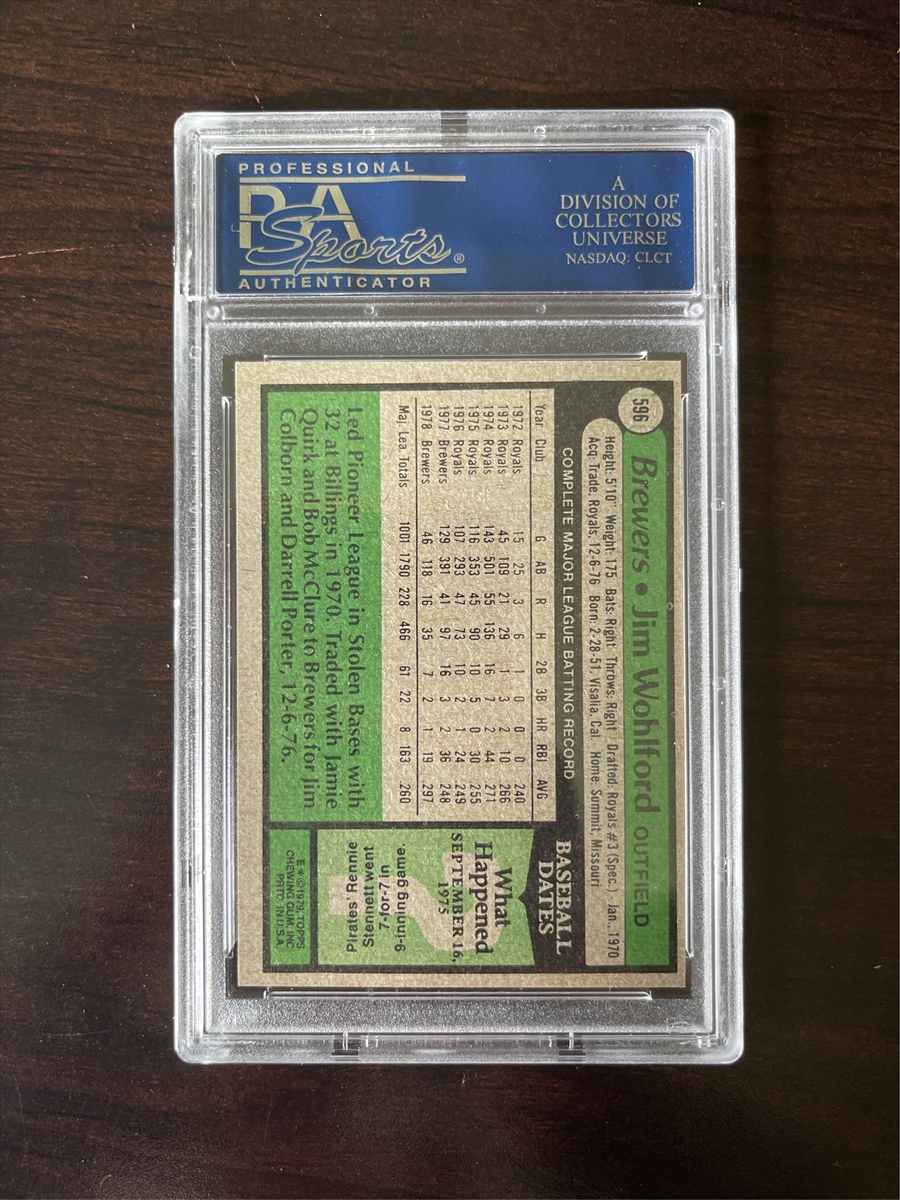 PROFESSIONAL
PSA
Sports®
AUTHENTICATOR
A
DIVISION OF
COLLECTORS
UNIVERSE
NASDAQ: CLCT
596
Brewers • Jim Wohlford OUTFIELD
Height: 5'10" Weight: 175 Bats: Right Throws: Right Drafted: Royals #3 (Spec.) - Jan., 1970
Acq: Trade, Royals, 12-6-76 Born: 2-28-51, Visalia, Cal. Home: Summit, Missouri
COMPLETE MAJOR LEAGUE BATTING RECORD
Year Club G AB R H 2B 3B HR RBI AVG
1972 Royals 15 25 3 6 1 0 0 0 .240
1973 Royals 45 109 21 29 1 3 2 10 .266
1974 Royals 143 501 55 136 16 7 2 44 .271
1975 Royals 116 353 45 90 10 5 0 30 .255
1976 Royals 107 293 47 73 10 2 1 24 .249
1977 Brewers 129 391 41 97 16 3 2 36 .248
1978 Brewers 46 118 16 35 7 2 1 19 .297
Maj. Lea. Totals 1001 1790 228 466 61 22 8 163 .260
Led Pioneer League in Stolen Bases with
32 at Billings in 1970. Traded with Jamie
Quirk and Bob McClure to Brewers for Jim
Colborn and Darrell Porter, 12-6-76.
BASEBALL
DATES
What
Happened
SEPTEMBER 16,
1975
Pirates' Rennie
Stennett went
7-for-7 in
9-inning game.
E * © 1979, TOPPS
CHEWING GUM, INC
PRTD. IN U.S.A.